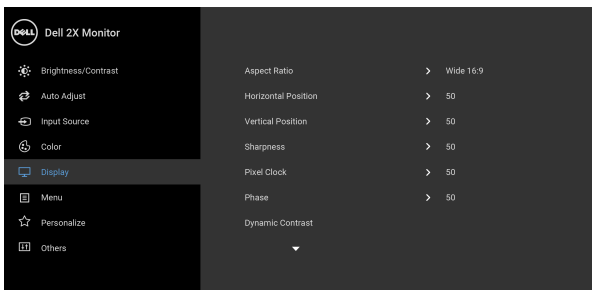 DELL Dell 2X Monitor
Brightness/Contrast
Auto Adjust
Input Source
Color
Display
Menu
Personalize
Others
Aspect Ratio Wide 16:9
Horizontal Position 50
Vertical Position 50
Sharpness 50
Pixel Clock 50
Phase 50
Dynamic Contrast